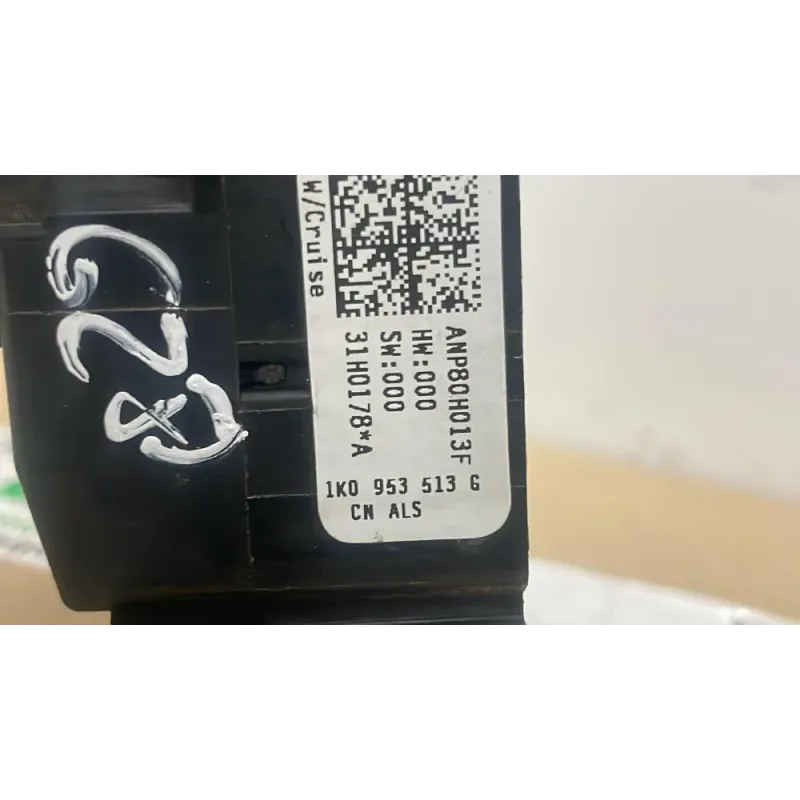 W/Cruise
ANP80H013F
HW:000
SW:000
31H0178*A
1K0 953 513 G
CN ALS